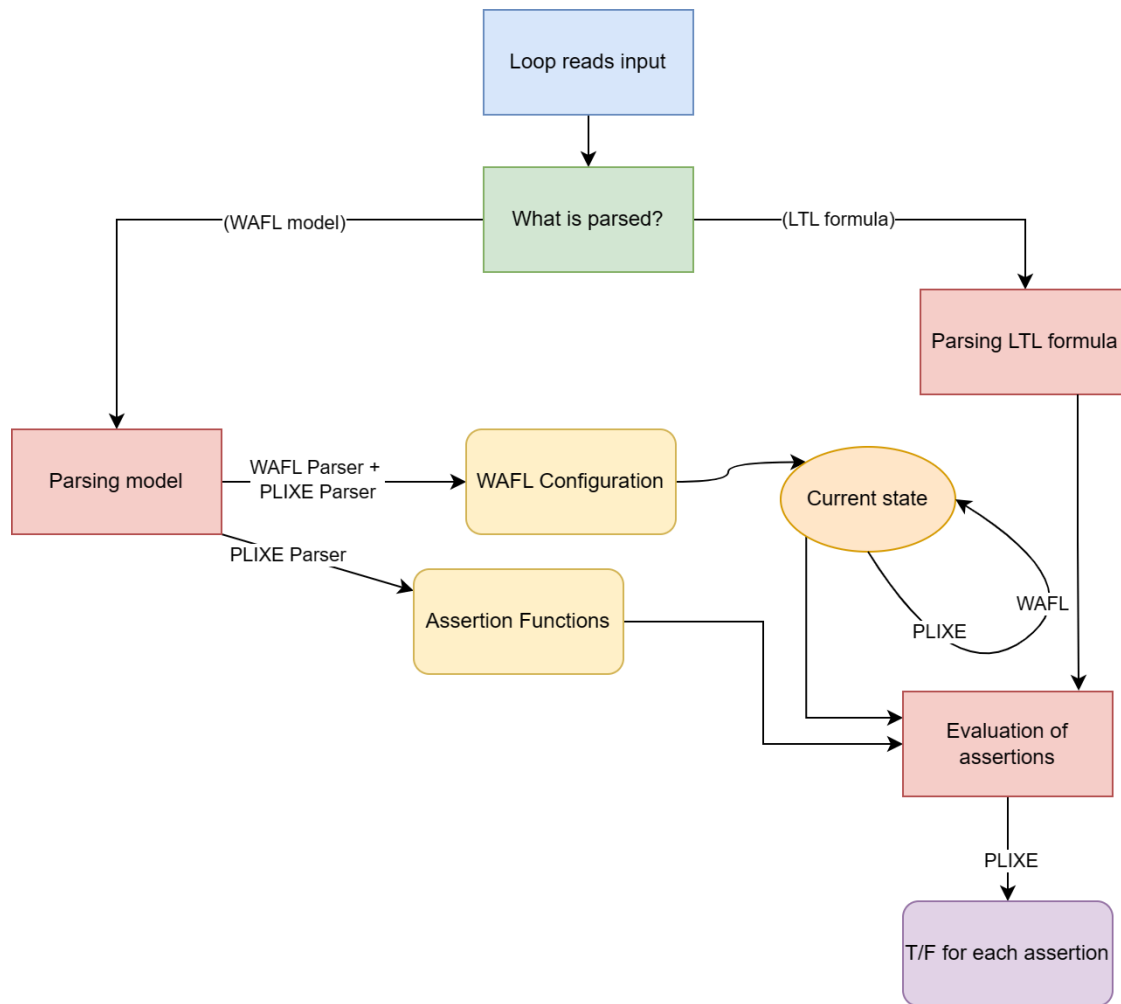 Loop reads input
What is parsed?
(WAFL model)
(LTL formula)
Parsing LTL formula
Parsing model
WAFL Parser +
PLIXE Parser
WAFL Configuration
Current state
PLIXE Parser
Assertion Functions
PLIXE
WAFL
Evaluation of
assertions
PLIXE
T/F for each assertion